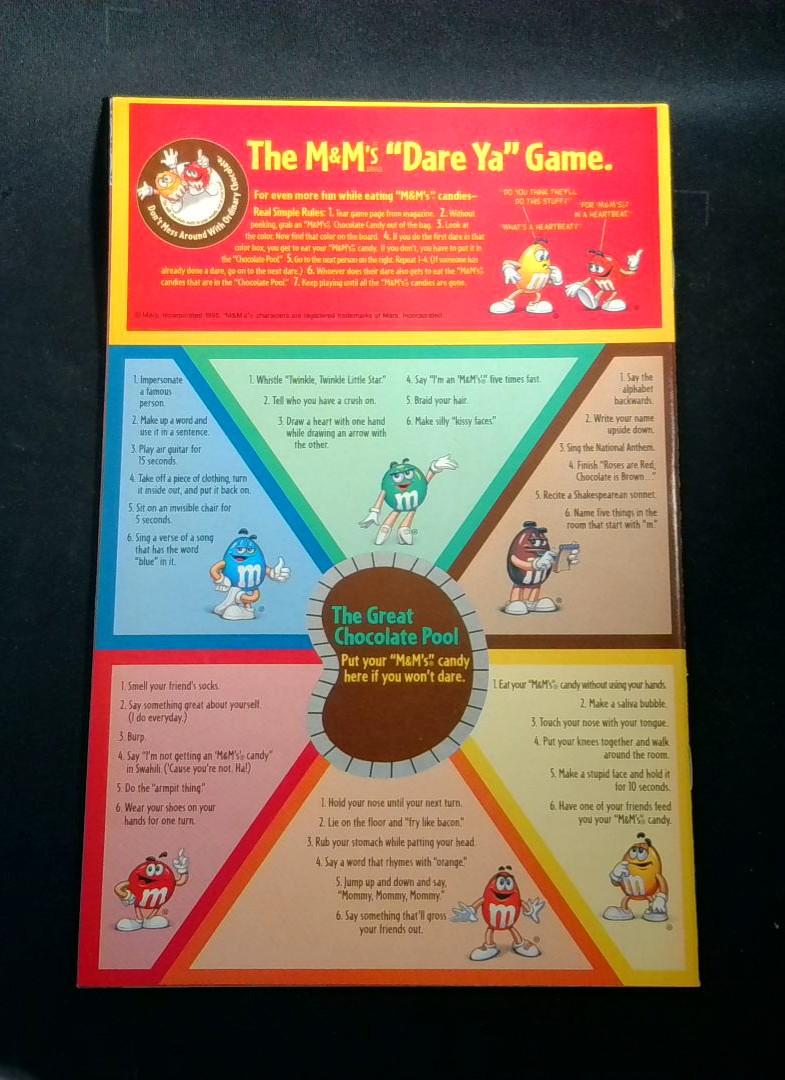 The M&M's "Dare Ya" Game.
Don't Mess Around With Ordinary Chocolate.
For even more fun while eating "M&M's" candies–
Real Simple Rules: 1. Tear game page from magazine. 2. Without
peeking, grab an "M&M's® Chocolate Candy out of the bag. 3. Look at
the color. Now find that color on the board. 4. If you do the first dare in that
color box, you get to eat your "M&M's® candy. If you don't, you have to put it in
the "Chocolate Pool." 5. Go to the next person on the right. Repeat 1-4. (If someone has
already done a dare, go on to the next dare.) 6. Whoever does their dare also gets to eat the "M&M's®
candies that are in the "Chocolate Pool." 7. Keep playing until all the "M&M's® candies are gone.
"DO YOU THINK THEY'LL
DO THIS STUFF?"
"FOR "M&M'S®?
IN A HEARTBEAT"
"WHAT'S A HEARTBEAT?"
© Mars, Incorporated 1995. "M&M's"® characters are registered trademarks of Mars, Incorporated.
1. Impersonate
a famous
person.
2. Make up a word and
use it in a sentence.
3. Play air guitar for
15 seconds.
4. Take off a piece of clothing, turn
it inside out, and put it back on.
5. Sit on an invisible chair for
5 seconds.
6. Sing a verse of a song
that has the word
"blue" in it.
1. Whistle "Twinkle, Twinkle Little Star."
2. Tell who you have a crush on.
3. Draw a heart with one hand
while drawing an arrow with
the other.
4. Say "I'm an 'M&M's'®" five times fast.
5. Braid your hair.
6. Make silly "kissy faces."
1. Say the
alphabet
backwards.
2. Write your name
upside down.
3. Sing the National Anthem.
4. Finish "Roses are Red,
Chocolate is Brown..."
5. Recite a Shakespearean sonnet.
6. Name five things in the
room that start with "m"
The Great
Chocolate Pool
Put your "M&M's"® candy
here if you won't dare.
1. Smell your friend's socks.
2. Say something great about yourself.
(I do everyday.)
3. Burp.
4. Say "I'm not getting an 'M&M's'® candy"
in Swahili. ('Cause you're not. Ha!)
5. Do the "armpit thing"
6. Wear your shoes on your
hands for one turn.
1. Hold your nose until your next turn.
2. Lie on the floor and "fry like bacon."
3. Rub your stomach while patting your head.
4. Say a word that rhymes with "orange."
5. Jump up and down and say,
"Mommy, Mommy, Mommy."
6. Say something that'll gross
your friends out.
1. Eat your "M&M's"® candy without using your hands.
2. Make a saliva bubble.
3. Touch your nose with your tongue.
4. Put your knees together and walk
around the room.
5. Make a stupid face and hold it
for 10 seconds.
6. Have one of your friends feed
you your "M&M's"® candy.
m
m
m
m
m
m